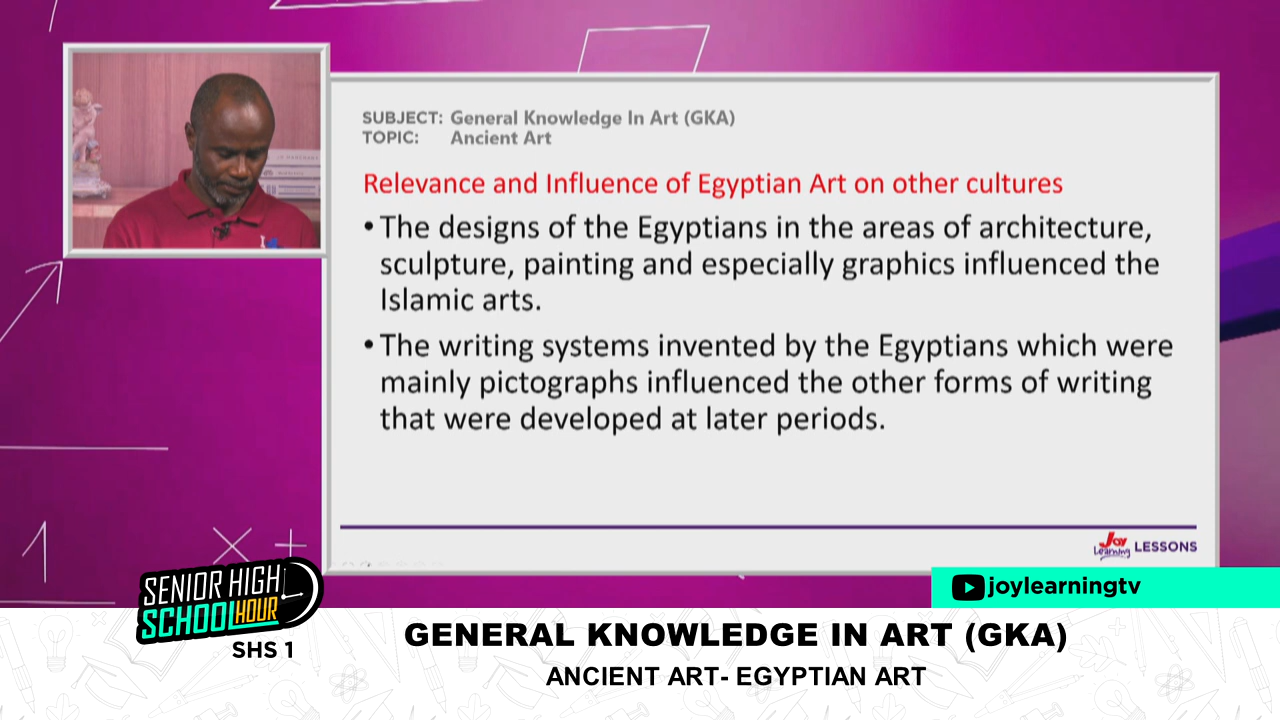 SUBJECT: General Knowledge In Art (GKA)
TOPIC: Ancient Art
Relevance and Influence of Egyptian Art on other cultures
• The designs of the Egyptians in the areas of architecture,
sculpture, painting and especially graphics influenced the
Islamic arts.
• The writing systems invented by the Egyptians which were
mainly pictographs influenced the other forms of writing
that were developed at later periods.
Joy Learning LESSONS
joylearningtv
SENIOR HIGH
SCHOOL HOUR
SHS 1
GENERAL KNOWLEDGE IN ART (GKA)
ANCIENT ART- EGYPTIAN ART